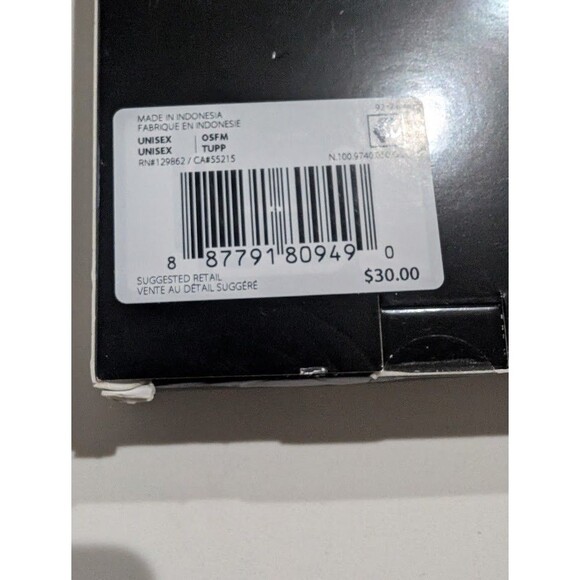 MADE IN INDONESIA
FABRIQUE EN INDONESIE
UNISEX | OSFM
UNISEX | TUPP
RN#129862 / CA#55215
8 87791 80949 0
SUGGESTED RETAIL
VENTE AU DÉTAIL SUGGÉRÉ
$30.00